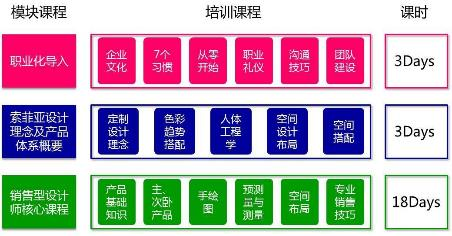 模块课程 培训课程 课时
职业化导入
企业
文化
7个
习惯
从零
开始
职业
礼仪
沟通
技巧
团队
建设
3Days
索菲亚设计
理念及产品
体系概要
定制
设计
理念
色彩
趋势
搭配
人体
工程
学
空间
设计
布局
空间
搭配
3Days
销售型设计
师核心课程
产品
基础
知识
主、
次卧
产品
手绘
图
预测
量与
测量
空间
布局
专业
销售
技巧
18Days